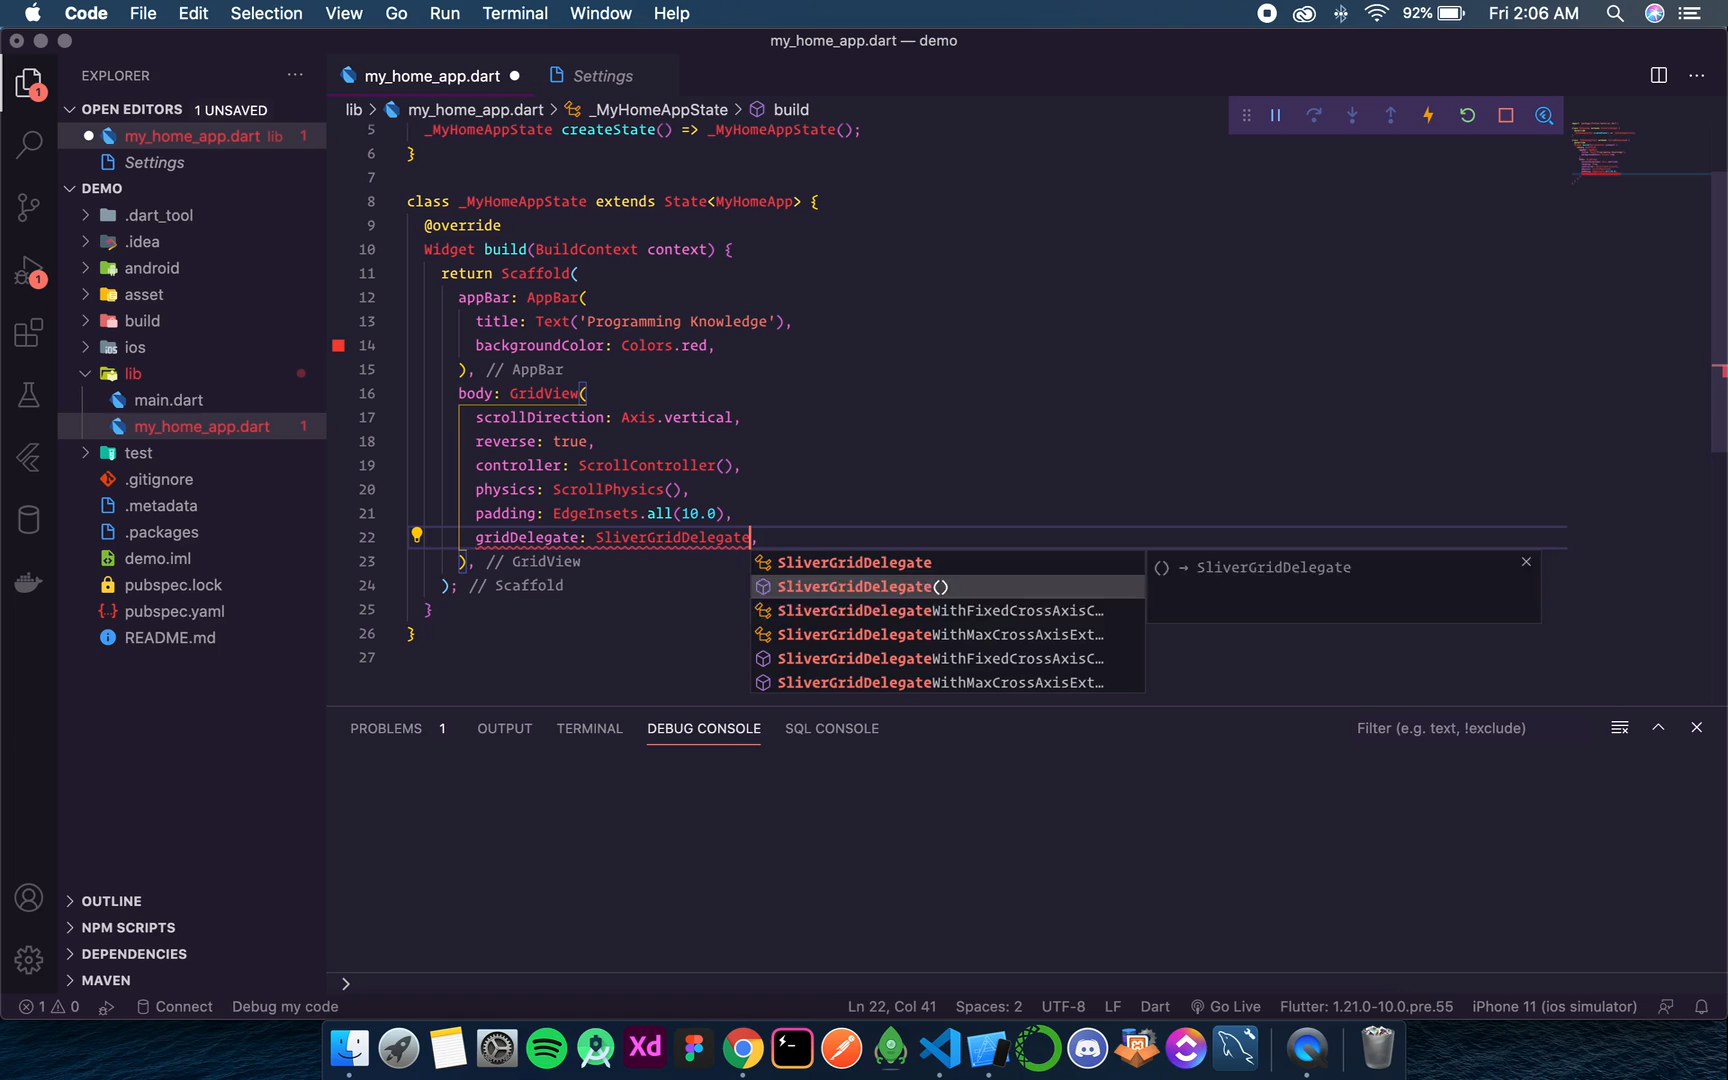 Code File Edit Selection View Go Run Terminal Window Help 92% Fri 2:06 AM
my_home_app.dart — demo
EXPLORER
my_home_app.dart
Settings
OPEN EDITORS 1 UNSAVED
lib > my_home_app.dart > _MyHomeAppState > build
my_home_app.dart lib 1
Settings
DEMO
.dart_tool
.idea
android
asset
build
ios
lib
main.dart
my_home_app.dart 1
test
.gitignore
.metadata
.packages
demo.iml
pubspec.lock
pubspec.yaml
README.md
OUTLINE
NPM SCRIPTS
DEPENDENCIES
MAVEN
5 _MyHomeAppState createState() => _MyHomeAppState();
6 }
7
8 class _MyHomeAppState extends State<MyHomeApp> {
9 @override
10 Widget build(BuildContext context) {
11 return Scaffold(
12 appBar: AppBar(
13 title: Text('Programming Knowledge'),
14 backgroundColor: Colors.red,
15 ), // AppBar
16 body: GridView(
17 scrollDirection: Axis.vertical,
18 reverse: true,
19 controller: ScrollController(),
20 physics: ScrollPhysics(),
21 padding: EdgeInsets.all(10.0),
22 gridDelegate: SliverGridDelegate,
23 ), // GridView
24 ); // Scaffold
25 }
26 }
27
SliverGridDelegate
SliverGridDelegate()
SliverGridDelegateWithFixedCrossAxisC…
SliverGridDelegateWithMaxCrossAxisExt…
SliverGridDelegateWithFixedCrossAxisC…
SliverGridDelegateWithMaxCrossAxisExt…
() → SliverGridDelegate
PROBLEMS 1 OUTPUT TERMINAL DEBUG CONSOLE SQL CONSOLE Filter (e.g. text, !exclude)
1 0 Connect Debug my code Ln 22, Col 41 Spaces: 2 UTF-8 LF Dart Go Live Flutter: 1.21.0-10.0.pre.55 iPhone 11 (ios simulator)
Xd